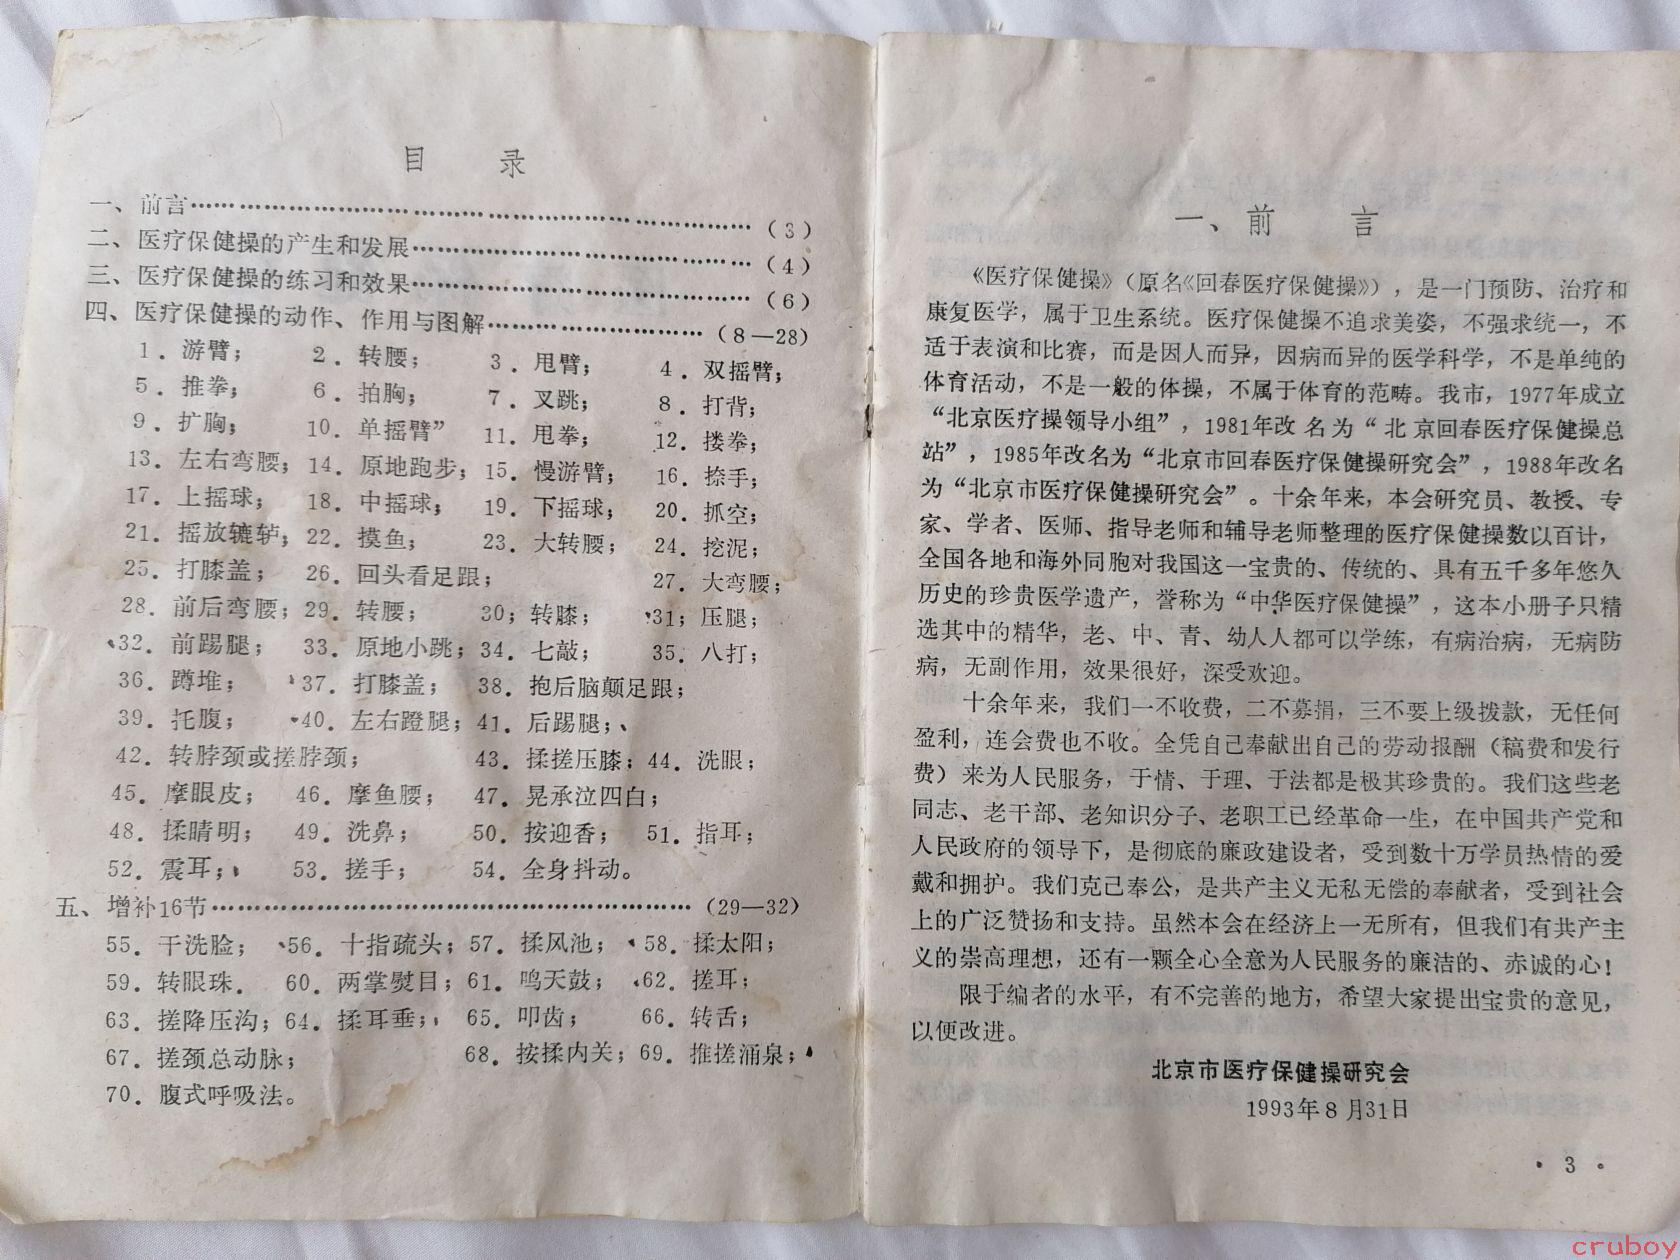 目 录
一、前言……………………………………………………(3)
二、医疗保健操的产生和发展……………………………(4)
三、医疗保健操的练习和效果……………………………(6)
四、医疗保健操的动作、作用与图解…………………(8—28)
1．游臂； 2．转腰； 3．甩臂； 4．双摇臂；
5．推拳； 6．拍胸； 7．叉跳； 8．打背；
9．扩胸； 10．单摇臂” 11．甩拳； 12．搂拳；
13．左右弯腰； 14．原地跑步； 15．慢游臂； 16．捺手；
17．上摇球； 18．中摇球； 19．下摇球； 20．抓空；
21．摇放辘轳； 22．摸鱼； 23．大转腰； 24．挖泥；
25．打膝盖； 26．回头看足跟； 27．大弯腰；
28．前后弯腰； 29．转腰； 30；转膝； 31；压腿；
32．前踢腿； 33．原地小跳； 34．七敲； 35．八打；
36．蹲堆； 37．打膝盖； 38．抱后脑颠足跟；
39．托腹； 40．左右蹬腿； 41．后踢腿；、
42．转脖颈或搓脖颈； 43．揉搓压膝； 44．洗眼；
45．摩眼皮； 46．摩鱼腰； 47．晃承泣四白；
48．揉睛明； 49．洗鼻； 50．按迎香； 51．指耳；
52．震耳； 53．搓手； 54．全身抖动。
五、增补16节……………………………………………(29—32)
55．干洗脸； 56．十指疏头； 57．揉风池； 58．揉太阳；
59．转眼珠． 60．两掌熨目； 61．鸣天鼓； 62．搓耳；
63．搓降压沟； 64．揉耳垂； 65．叩齿； 66．转舌；
67．搓颈总动脉； 68．按揉内关； 69．推搓涌泉；
70．腹式呼吸法。
一、前 言
《医疗保健操》（原名《回春医疗保健操》），是一门预防、治疗和
康复医学，属于卫生系统。医疗保健操不追求美姿，不强求统一，不
适于表演和比赛，而是因人而异，因病而异的医学科学，不是单纯的
体育活动，不是一般的体操，不属于体育的范畴。我市，1977年成立
“北京医疗操领导小组”，1981年改名为“北京回春医疗保健操总
站”，1985年改名为“北京市回春医疗保健操研究会”，1988年改名
为“北京市医疗保健操研究会”。十余年来，本会研究员、教授、专
家、学者、医师、指导老师和辅导老师整理的医疗保健操数以百计，
全国各地和海外同胞对我国这一宝贵的、传统的、具有五千多年悠久
历史的珍贵医学遗产，誉称为“中华医疗保健操”，这本小册子只精
选其中的精华，老、中、青、幼人人都可以学练，有病治病，无病防
病，无副作用，效果很好，深受欢迎。
十余年来，我们一不收费，二不募捐，三不要上级拨款，无任何
盈利，连会费也不收。全凭自己奉献出自己的劳动报酬（稿费和发行
费）来为人民服务，于情、于理、于法都是极其珍贵的。我们这些老
同志、老干部、老知识分子、老职工已经革命一生，在中国共产党和
人民政府的领导下，是彻底的廉政建设者，受到数十万学员热情的爱
戴和拥护。我们克己奉公，是共产主义无私无偿的奉献者，受到社会
上的广泛赞扬和支持。虽然本会在经济上一无所有，但我们有共产主
义的崇高理想，还有一颗全心全意为人民服务的廉洁的、赤诚的心！
限于编者的水平，有不完善的地方，希望大家提出宝贵的意见，
以便改进。
北京市医疗保健操研究会
1993年8月31日
• 3 •
cruboy